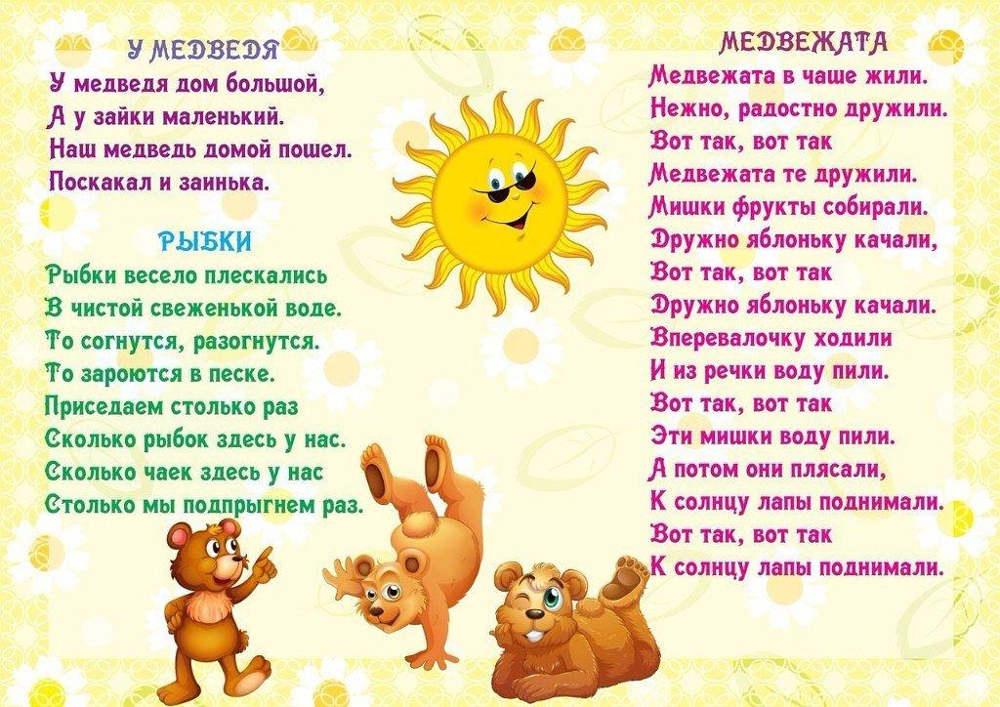 У МЕДВЕДЯ
У медведя дом большой,
А у зайки маленький.
Наш медведь домой пошел.
Поскакал и заинька.
РЫБКИ
Рыбки весело плескались
В чистой свеженькой воде.
То согнутся, разогнутся.
То зароются в песке.
Приседаем столько раз
Сколько рыбок здесь у нас.
Сколько чаек здесь у нас
Столько мы подпрыгнем раз.
МЕДВЕЖАТА
Медвежата в чаше жили.
Нежно, радостно дружили.
Вот так, вот так
Медвежата те дружили.
Мишки фрукты собирали.
Дружно яблоньку качали,
Вот так, вот так
Дружно яблоньку качали.
Вперевалочку ходили
И из речки воду пили.
Вот так, вот так
Эти мишки воду пили.
А потом они плясали,
К солнцу лапы поднимали.
Вот так, вот так
К солнцу лапы поднимали.